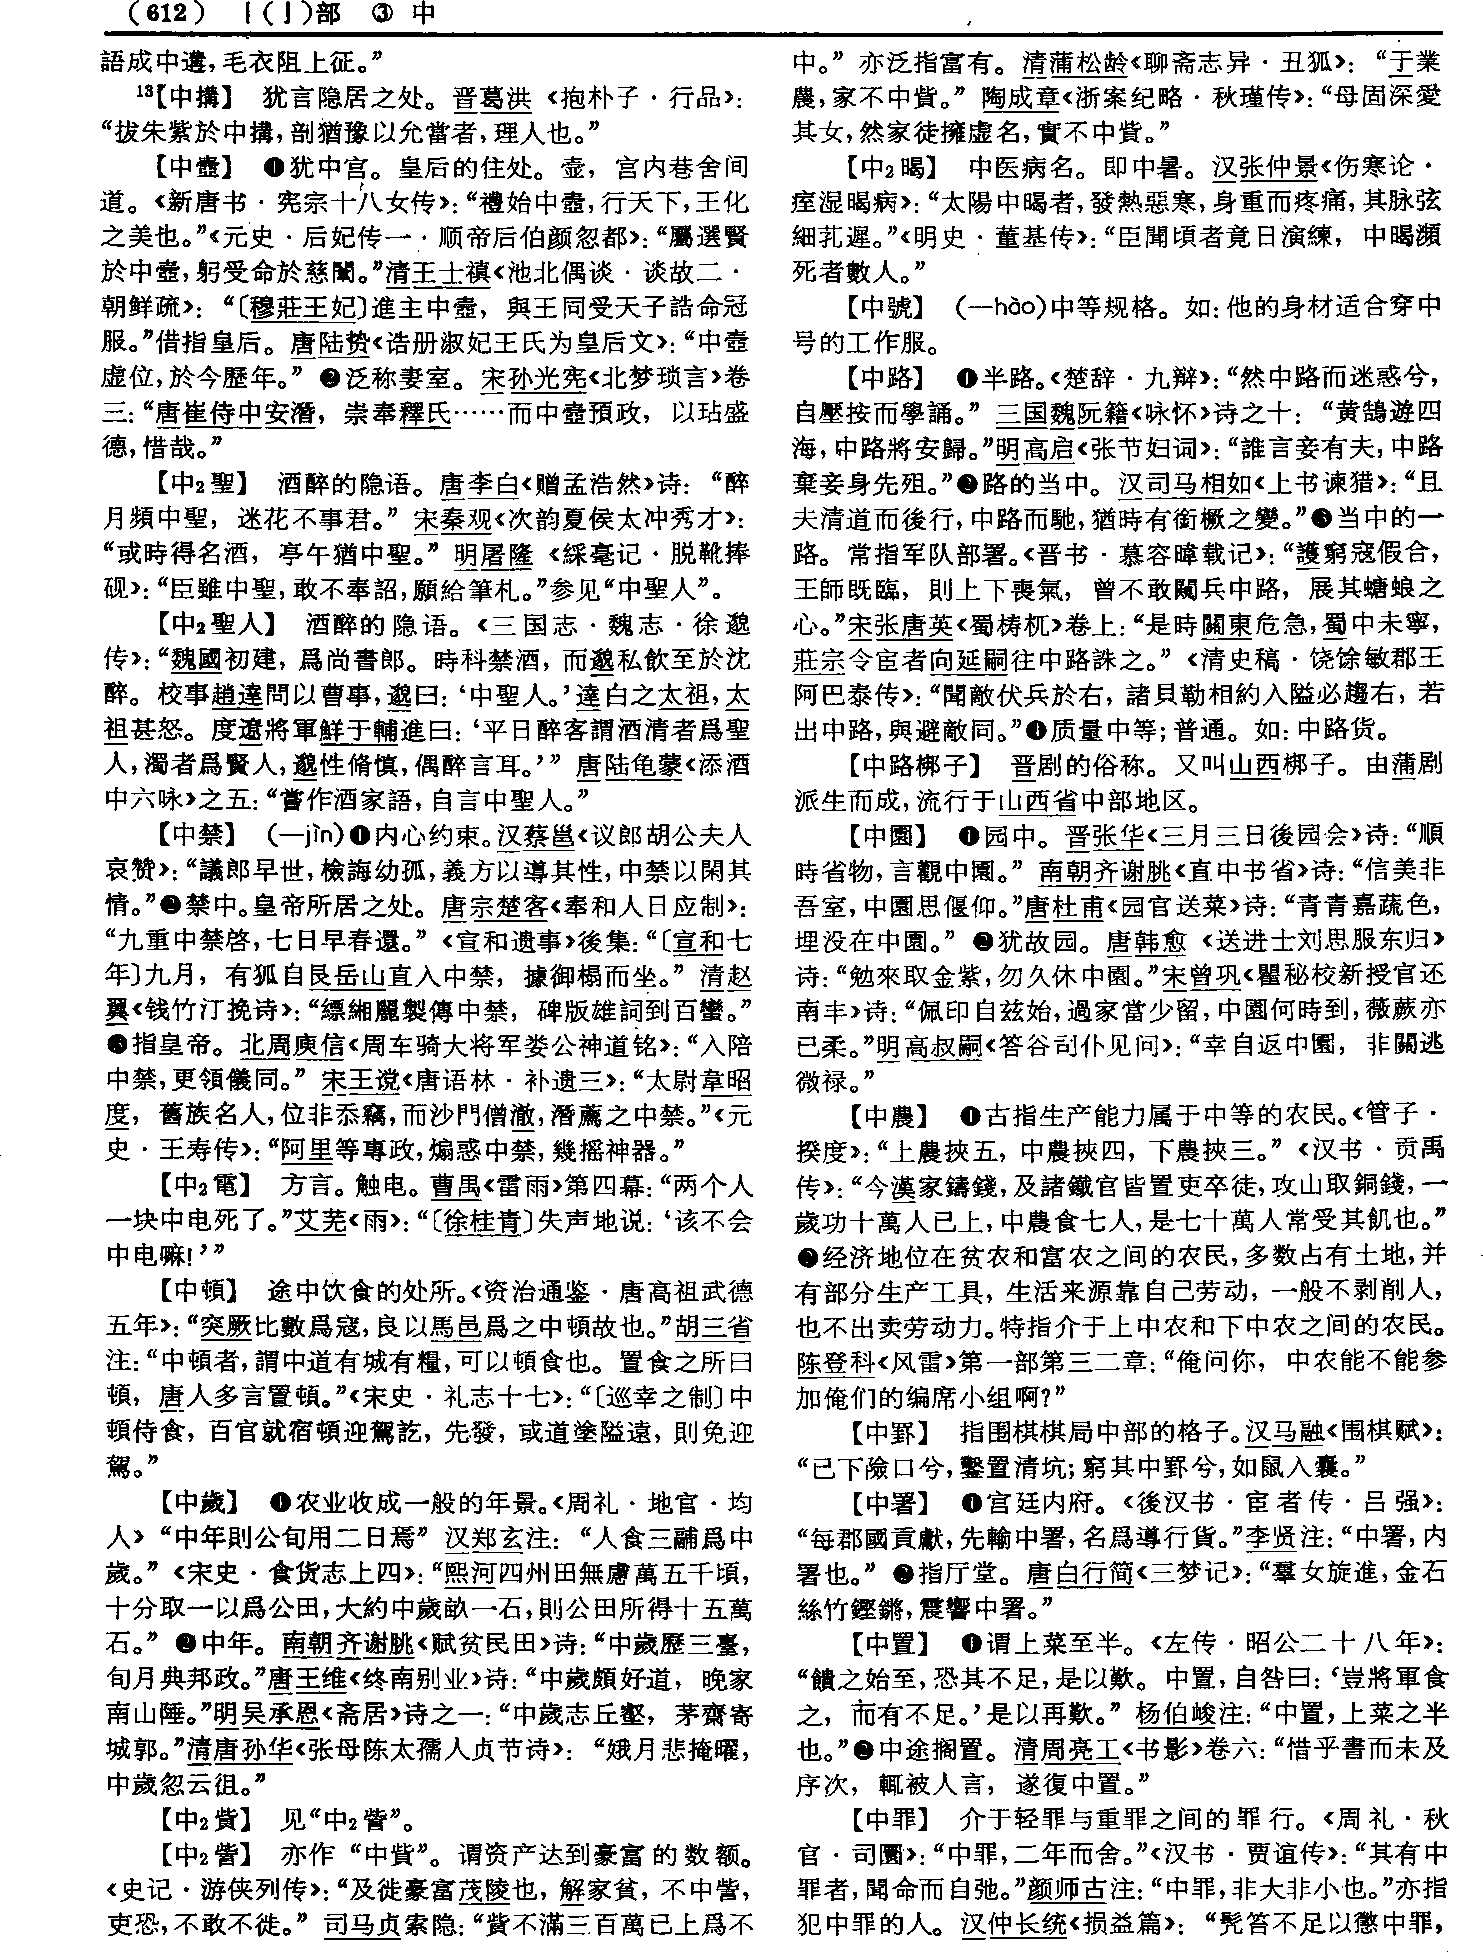 (612) 丨(亅)部 ③ 中
語成中遘,毛衣阻上征。”
13【中搆】 犹言隐居之处。晋葛洪《抱朴子·行品》:
“拔朱紫於中搆,剖猶豫以允當者,理人也。”
【中壼】 ❶犹中宫。皇后的住处。壼,宫内巷舍间
道。《新唐书·宪宗十八女传》:“禮始中壼,行天下,王化
之美也。”《元史·后妃传一·顺帝后伯颜忽都》:“屬選賢
於中壼,躬受命於慈闈。”清王士禛《池北偶谈·谈故二·
朝鲜疏》:“〔穆莊王妃〕進主中壼,與王同受天子誥命冠
服。”借指皇后。唐陆贽《诰册淑妃王氏为皇后文》:“中壼
虚位,於今歷年。” ❷泛称妻室。宋孙光宪《北梦琐言》卷
三:“唐崔侍中安潛,崇奉釋氏……而中壼預政,以玷盛
德,惜哉。”
【中₂聖】 酒醉的隐语。唐李白《赠孟浩然》诗:“醉
月頻中聖,迷花不事君。”宋秦观《次韵夏侯太冲秀才》:
“或時得名酒,亭午猶中聖。”明屠隆《綵毫记·脱靴捧
砚》:“臣雖中聖,敢不奉詔,願給筆札。”参见“中聖人”。
【中₂聖人】 酒醉的隐语。《三国志·魏志·徐邈
传》:“魏國初建,爲尚書郎。時科禁酒,而邈私飲至於沈
醉。校事趙達問以曹事,邈曰:‘中聖人。’達白之太祖,太
祖甚怒。度遼將軍鮮于輔進曰:‘平日醉客謂酒清者爲聖
人,濁者爲賢人,邈性脩慎,偶醉言耳。’”唐陆龟蒙《添酒
中六咏》之五:“嘗作酒家語,自言中聖人。”
【中禁】 (—jìn)❶内心约束。汉蔡邕《议郎胡公夫人
哀赞》:“議郎早世,檢誨幼孤,義方以導其性,中禁以閑其
情。”❷禁中。皇帝所居之处。唐宗楚客《奉和人日应制》:
“九重中禁啓,七日早春還。”《宣和遗事》後集:“〔宣和七
年〕九月,有狐自艮岳山直入中禁,據御榻而坐。”清赵
翼《钱竹汀挽诗》:“縹緗麗製傳中禁,碑版雄詞到百蠻。”
❸指皇帝。北周庾信《周车骑大将军娄公神道铭》:“入陪
中禁,更領儀同。”宋王谠《唐语林·补遗三》:“太尉韋昭
度,舊族名人,位非忝竊,而沙門僧澈,潛薦之中禁。”《元
史·王寿传》:“阿里等專政,煽惑中禁,幾摇神器。”
【中₂電】 方言。触电。曹禺《雷雨》第四幕:“两个人
一块中电死了。”艾芜《雨》:“〔徐桂青〕失声地说:‘该不会
中电嘛!’”
【中頓】 途中饮食的处所。《资治通鉴·唐高祖武德
五年》:“突厥比數爲寇,良以馬邑爲之中頓故也。”胡三省
注:“中頓者,謂中道有城有糧,可以頓食也。置食之所曰
頓,唐人多言置頓。”《宋史·礼志十七》:“〔巡幸之制〕中
頓侍食,百官就宿頓迎駕訖,先發,或道塗隘遠,則免迎
駕。”
【中歲】 ❶农业收成一般的年景。《周礼·地官·均
人》“中年則公旬用二日焉”汉郑玄注:“人食三鬴爲中
歲。”《宋史·食货志上四》:“熙河四州田無慮萬五千頃,
十分取一以爲公田,大約中歲畝一石,則公田所得十五萬
石。” ❷中年。南朝齐谢朓《赋贫民田》诗:“中歲歷三臺,
旬月典邦政。”唐王维《终南别业》诗:“中歲頗好道,晚家
南山陲。”明吴承恩《斋居》诗之一:“中歲志丘壑,茅齋寄
城郭。”清唐孙华《张母陈太孺人贞节诗》:“娥月悲掩曜,
中歲忽云徂。”
【中₂貲】 见“中₂訾”。
【中₂訾】 亦作“中貲”。谓资产达到豪富的数额。
《史记·游侠列传》:“及徙豪富茂陵也,解家貧,不中訾,
吏恐,不敢不徙。”司马贞索隐:“貲不滿三百萬已上爲不
中。”亦泛指富有。清蒲松龄《聊斋志异·丑狐》:“于業
農,家不中貲。”陶成章《浙案纪略·秋瑾传》:“母固深愛
其女,然家徒擁虚名,實不中貲。”
【中₂暍】 中医病名。即中暑。汉张仲景《伤寒论·
痓湿暍病》:“太陽中暍者,發熱惡寒,身重而疼痛,其脉弦
細芤遲。”《明史·董基传》:“臣聞頃者竟日演練,中暍瀕
死者數人。”
【中號】 (—hào)中等规格。如:他的身材适合穿中
号的工作服。
【中路】 ❶半路。《楚辞·九辩》:“然中路而迷惑兮,
自壓按而學誦。”三国魏阮籍《咏怀》诗之十:“黄鵠遊四
海,中路將安歸。”明高启《张节妇词》:“誰言妾有夫,中路
棄妾身先殂。”❷路的当中。汉司马相如《上书谏猎》:“且
夫清道而後行,中路而馳,猶時有銜橛之變。”❸当中的一
路。常指军队部署。《晋书·慕容暐载记》:“護窮寇假合,
王師既臨,則上下喪氣,曾不敢闚兵中路,展其螗蜋之
心。”宋张唐英《蜀梼杌》卷上:“是時關東危急,蜀中未寧,
莊宗令宦者向延嗣往中路誅之。”《清史稿·饶馀敏郡王
阿巴泰传》:“聞敵伏兵於右,諸貝勒相約入隘必趨右,若
出中路,與避敵同。”❹质量中等;普通。如:中路货。
【中路梆子】 晋剧的俗称。又叫山西梆子。由蒲剧
派生而成,流行于山西省中部地区。
【中園】 ❶园中。晋张华《三月三日後园会》诗:“順
時省物,言觀中園。”南朝齐谢朓《直中书省》诗:“信美非
吾室,中園思偃仰。”唐杜甫《园官送菜》诗:“青青嘉蔬色,
埋没在中園。” ❷犹故园。唐韩愈《送进士刘思服东归》
诗:“勉來取金紫,勿久休中園。”宋曾巩《瞿秘校新授官还
南丰》诗:“佩印自兹始,過家當少留,中園何時到,薇蕨亦
已柔。”明高叔嗣《答谷司仆见问》:“幸自返中園,非關逃
微禄。”
【中農】 ❶古指生产能力属于中等的农民。《管子·
揆度》:“上農挾五,中農挾四,下農挾三。”《汉书·贡禹
传》:“今漢家鑄錢,及諸鐵官皆置吏卒徒,攻山取銅錢,一
歲功十萬人已上,中農食七人,是七十萬人常受其飢也。”
❷经济地位在贫农和富农之间的农民,多数占有土地,并
有部分生产工具,生活来源靠自己劳动,一般不剥削人,
也不出卖劳动力。特指介于上中农和下中农之间的农民。
陈登科《风雷》第一部第三二章:“俺问你,中农能不能参
加俺们的编席小组啊?”
【中罫】 指围棋棋局中部的格子。汉马融《围棋赋》:
“已下險口兮,鑿置清坑;窮其中罫兮,如鼠入囊。”
【中署】 ❶宫廷内府。《後汉书·宦者传·吕强》:
“每郡國貢獻,先輸中署,名爲導行貨。”李贤注:“中署,内
署也。” ❷指厅堂。唐白行简《三梦记》:“羣女旋進,金石
絲竹鏗鏘,震響中署。”
【中置】 ❶谓上菜至半。《左传·昭公二十八年》:
“饋之始至,恐其不足,是以歎。中置,自咎曰:‘豈將軍食
之,而有不足。’是以再歎。”杨伯峻注:“中置,上菜之半
也。”❷中途搁置。清周亮工《书影》卷六:“惜乎書而未及
序次,輒被人言,遂復中置。”
【中罪】 介于轻罪与重罪之间的罪行。《周礼·秋
官·司圜》:“中罪,二年而舍。”《汉书·贾谊传》:“其有中
罪者,聞命而自弛。”颜师古注:“中罪,非大非小也。”亦指
犯中罪的人。汉仲长统《损益篇》:“髡笞不足以懲中罪,